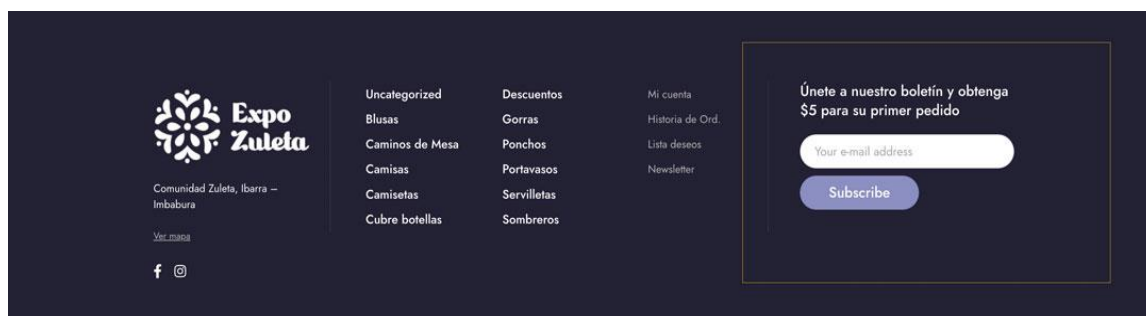 Expo
Zuleta
Comunidad Zuleta, Ibarra –
Imbabura
Ver mapa
Uncategorized
Blusas
Caminos de Mesa
Camisas
Camisetas
Cubre botellas
Descuentos
Gorras
Ponchos
Portavasos
Servilletas
Sombreros
Mi cuenta
Historia de Ord.
Lista deseos
Newsletter
Únete a nuestro boletín y obtenga
$5 para su primer pedido
Your e-mail address
Subscribe